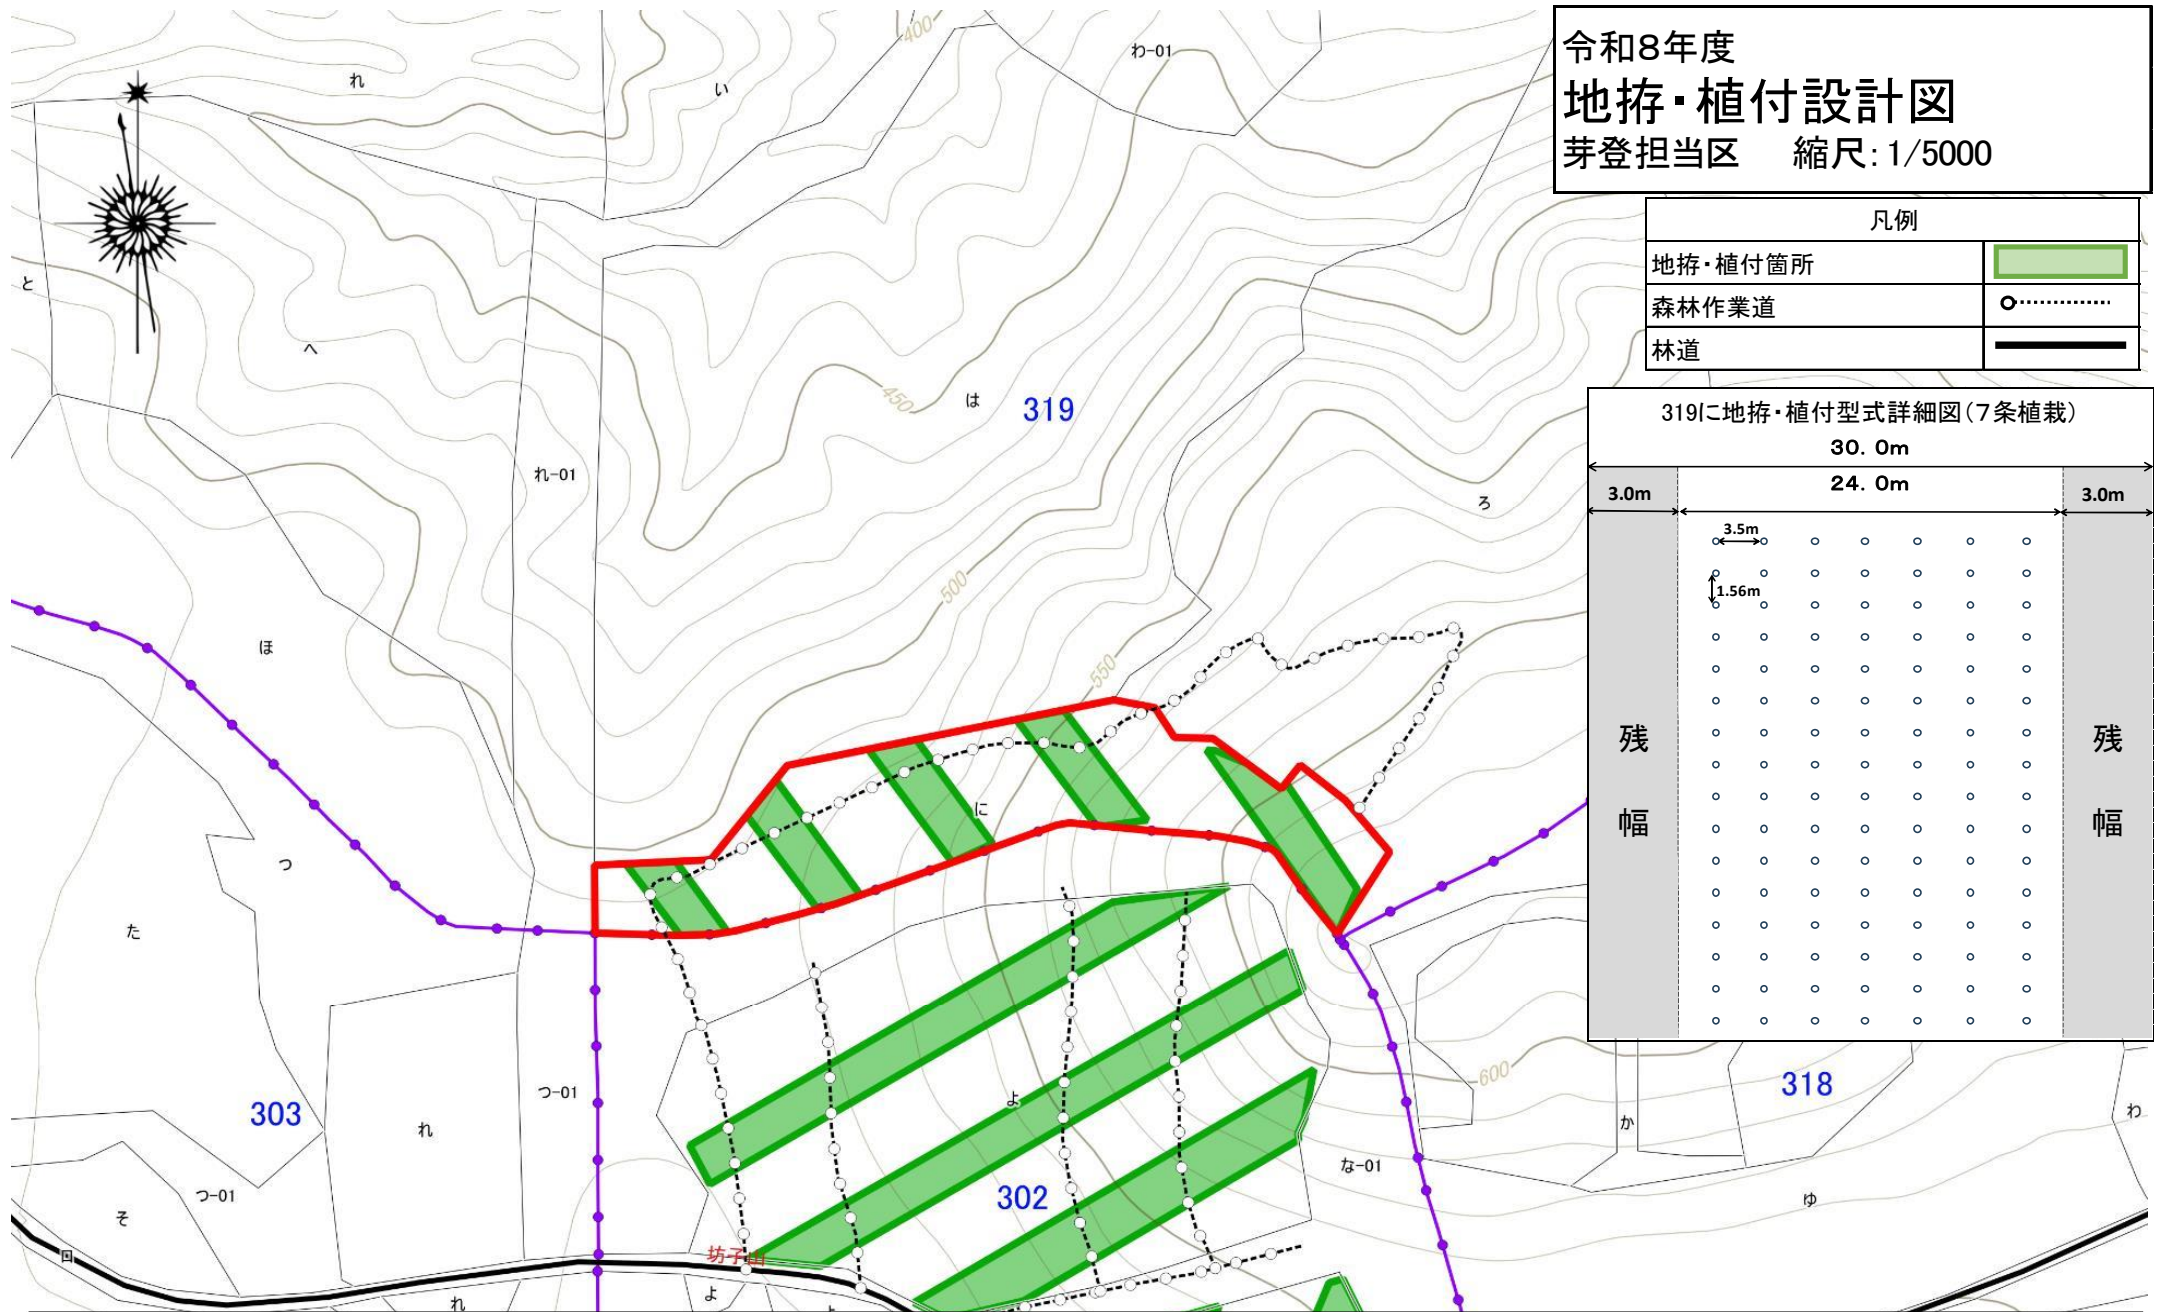 令和8年度
地拵・植付設計図
芽登担当区 縮尺:1/5000
凡例
地拵・植付箇所
森林作業道
林道
319に地拵・植付型式詳細図(7条植栽)
30.0m
3.0m
24.0m
3.0m
3.5m
1.56m
残幅
残幅
400
わ-01
れ
い
と
へ
450
は
319
れ-01
ろ
500
ほ
550
に
つ
た
600
318
つ-01
よ
303
れ
か
わ
302
な-01
つ-01
そ
ゆ
回
坊子山
れ
よ